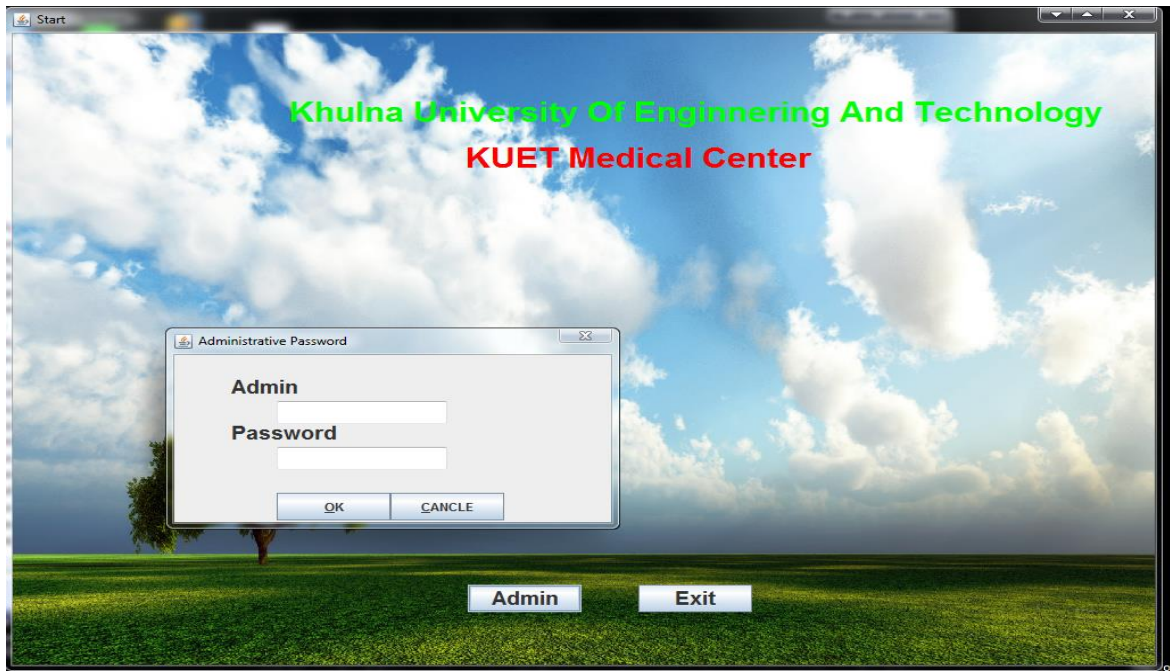 Start
Khulna University Of Enginnering And Technology
KUET Medical Center
Administrative Password
Admin
Password
OK CANCLE
Admin Exit